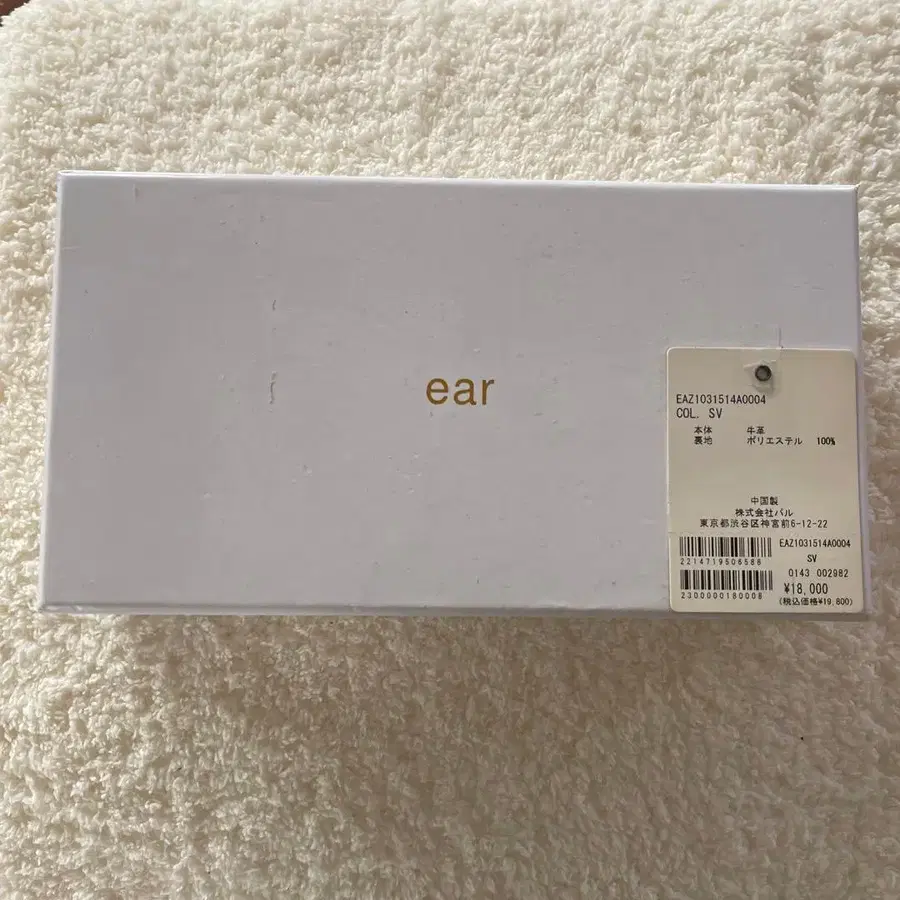 ear
EAZ1031514A0004
COL. SV
本体 牛革
裏地 ポリエステル 100%
中国製
株式会社パル
東京都渋谷区神宮前6-12-22
EAZ1031514A0004
SV
2214719506588
0143 002982
¥18,000
2300000180008
(税込価格¥19,800)